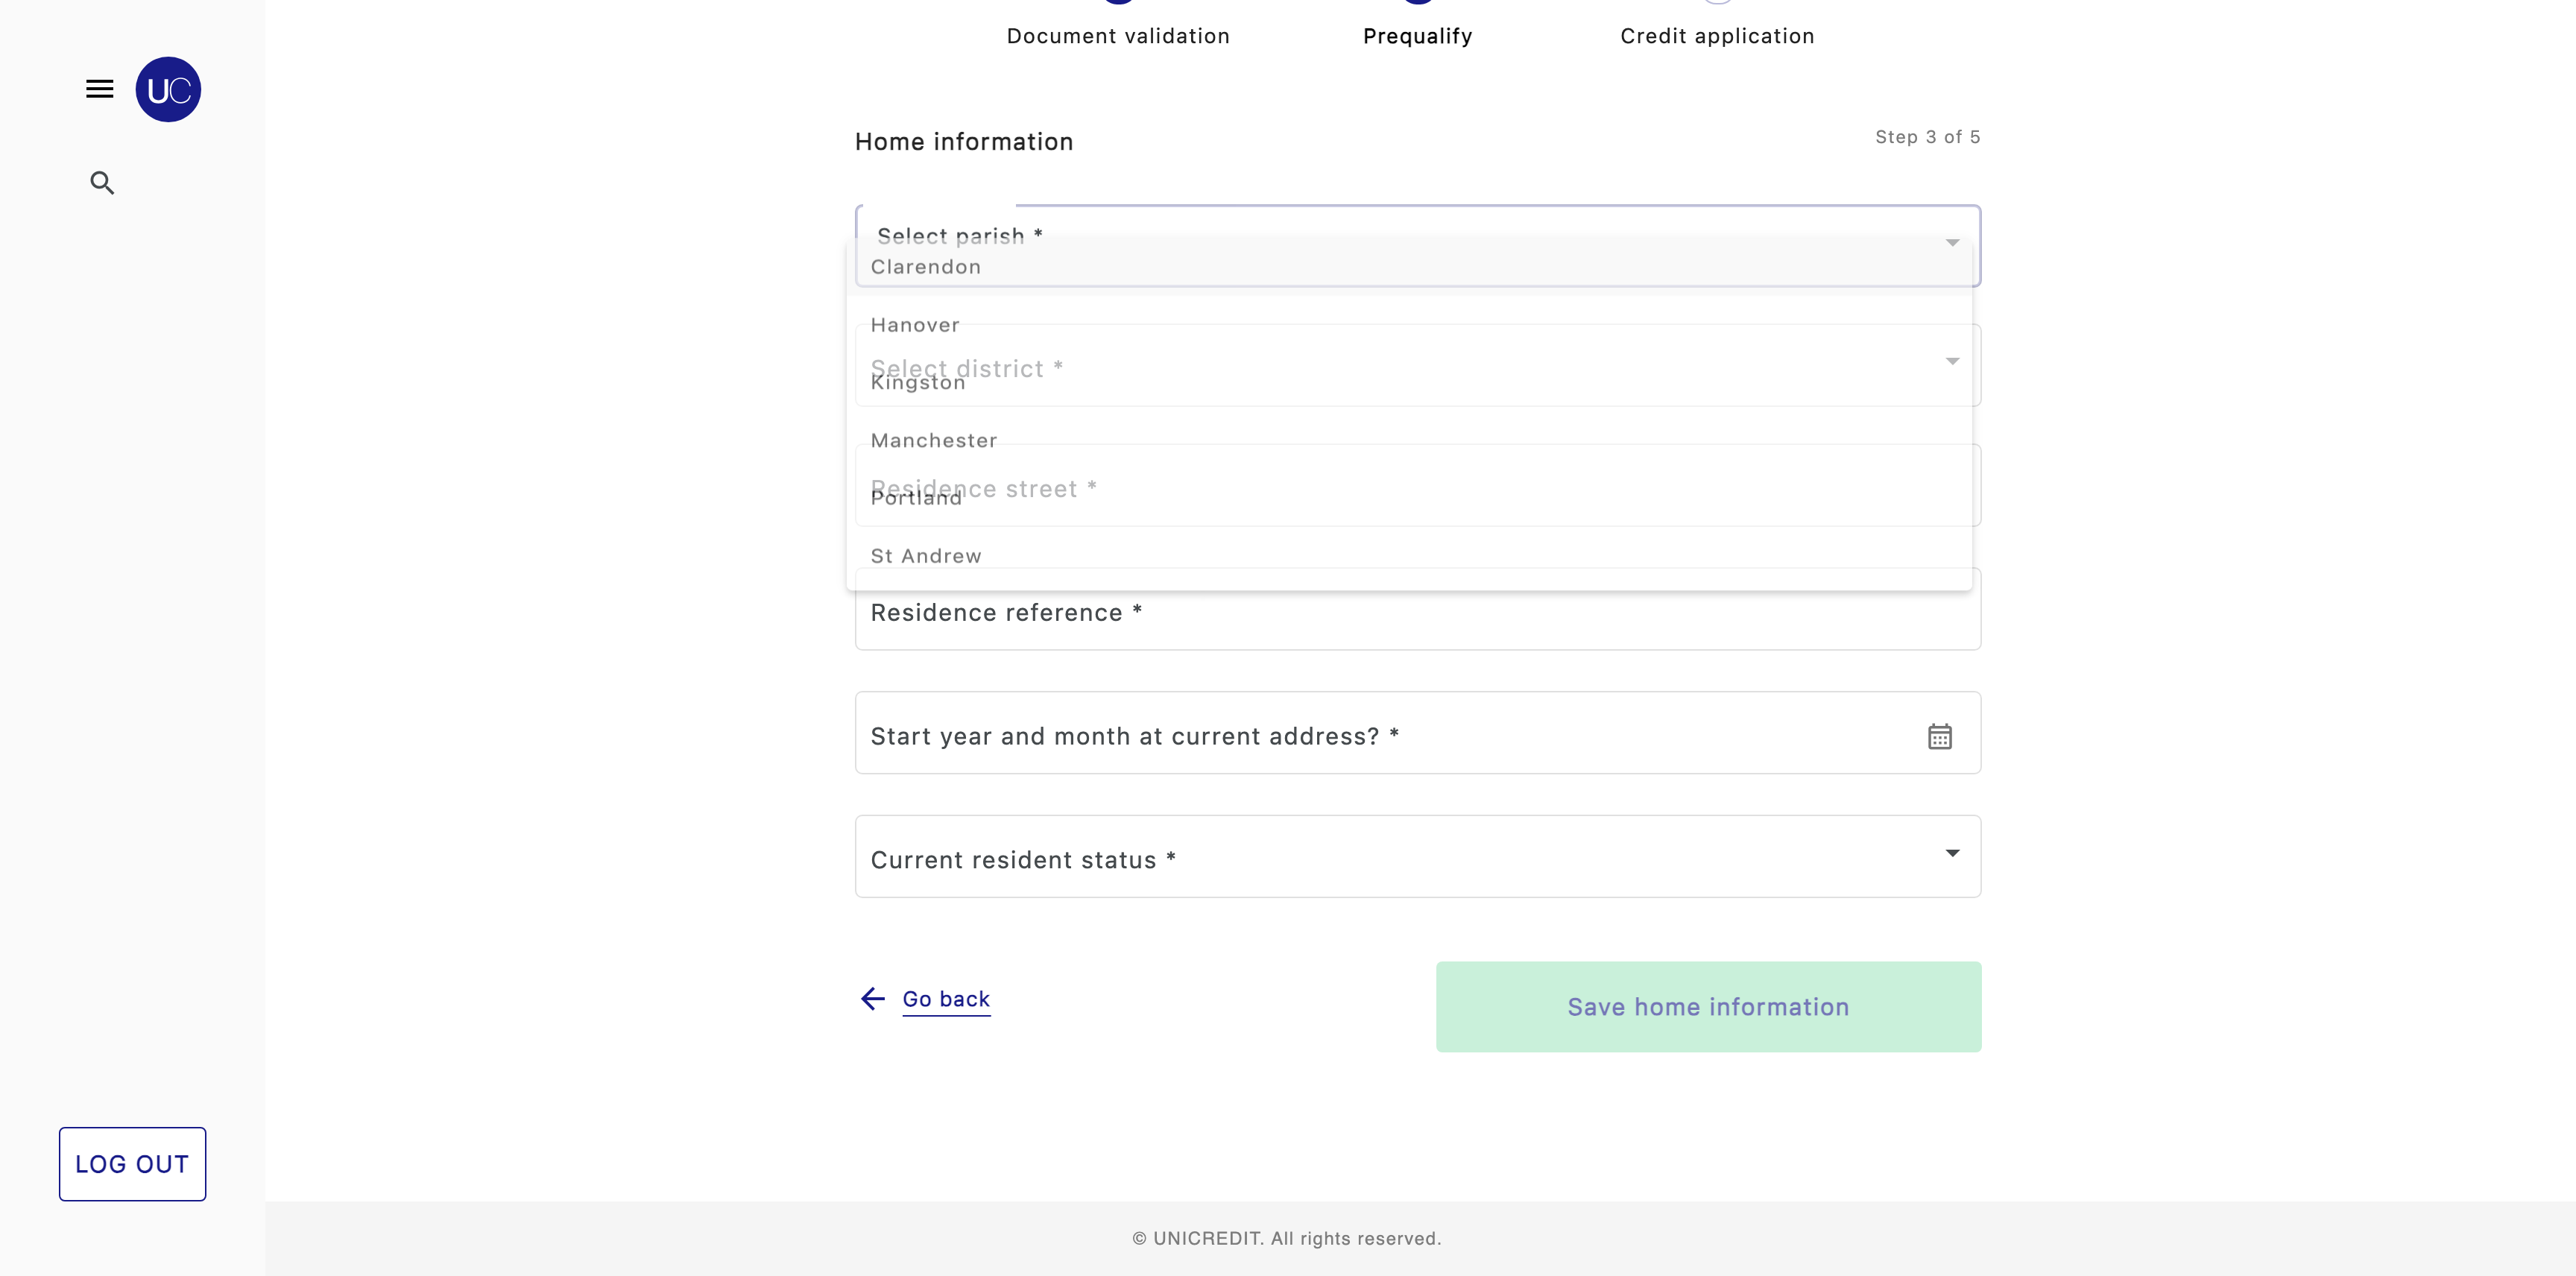 Document validation
Prequalify
Credit application
UC
Home information
Step 3 of 5
Select parish *
Clarendon
Hanover
Select district *
Kingston
Manchester
Residence street *
Portland
St Andrew
Residence reference *
Start year and month at current address? *
Current resident status *
Go back
Save home information
LOG OUT
© UNICREDIT. All rights reserved.